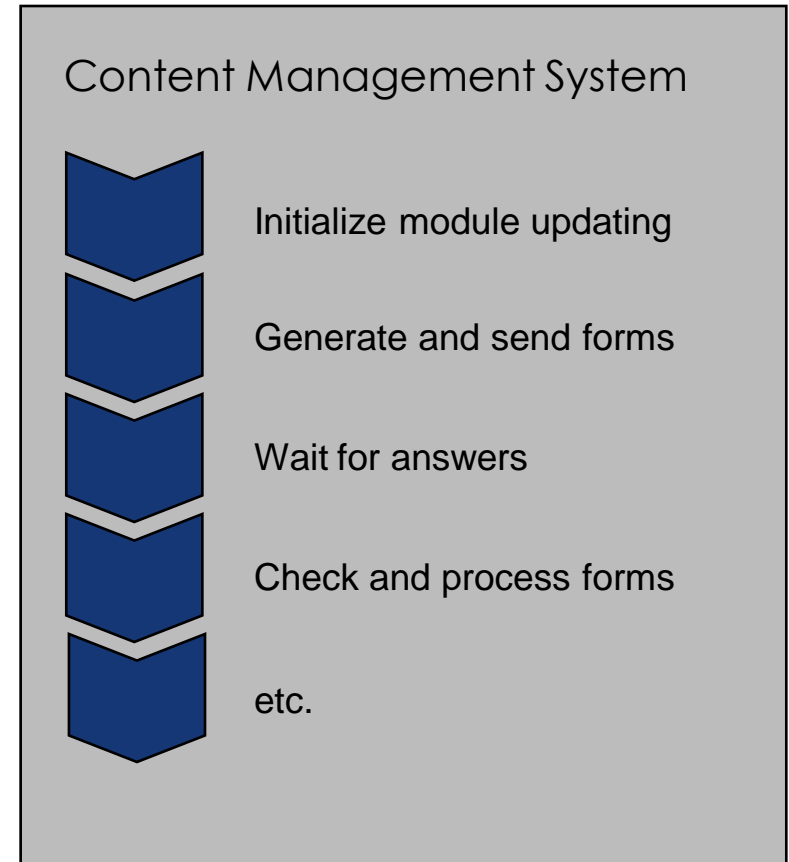 Content Management System
Initialize module updating
Generate and send forms
Wait for answers
Check and process forms
etc.